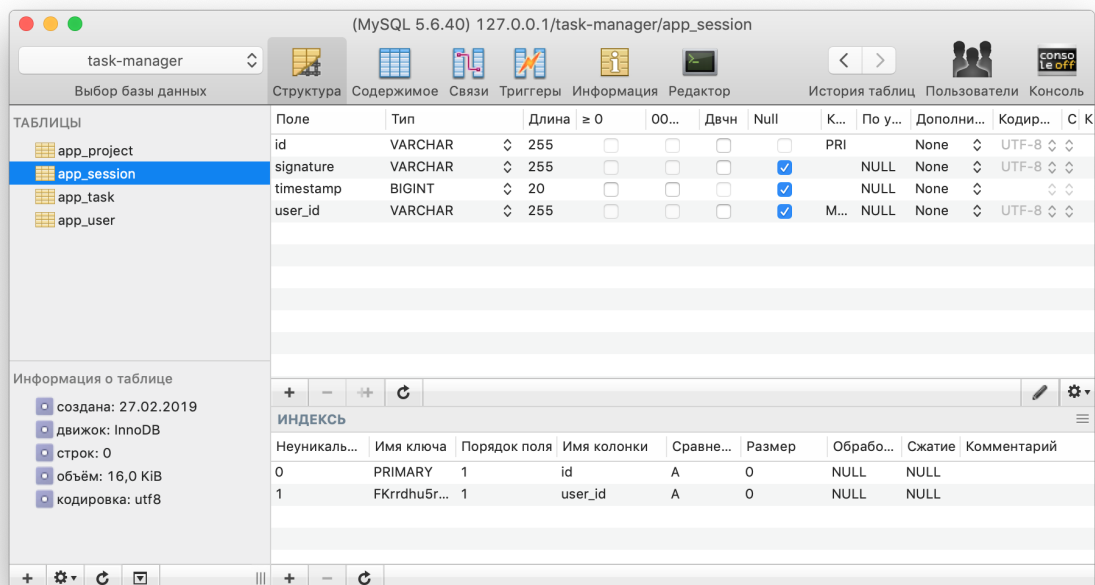 (MySQL 5.6.40) 127.0.0.1/task-manager/app_session
task-manager
Выбор базы данных
Структура Содержимое Связи Триггеры Информация Редактор
История таблиц Пользователи Консоль
conso
le off
ТАБЛИЦЫ
app_project
app_session
app_task
app_user
Поле Тип Длина ≥ 0 00... Двчн Null К... По у... Дополни... Кодир... С К
id VARCHAR 255 PRI None UTF-8
signature VARCHAR 255 NULL None UTF-8
timestamp BIGINT 20 NULL None
user_id VARCHAR 255 M... NULL None UTF-8
Информация о таблице
создана: 27.02.2019
движок: InnoDB
строк: 0
объём: 16,0 KiB
кодировка: utf8
ИНДЕКСЬ
Неуникаль... Имя ключа Порядок поля Имя колонки Сравне... Размер Обрабо... Сжатие Комментарий
0 PRIMARY 1 id A 0 NULL NULL
1 FKrrdhu5r... 1 user_id A 0 NULL NULL